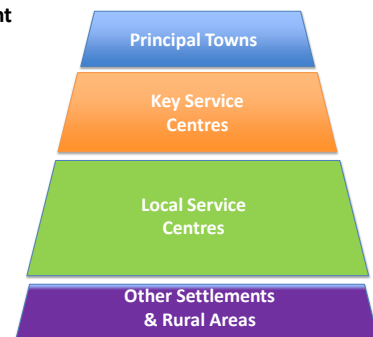 Principal Towns
Key Service
Centres
Local Service
Centres
Other Settlements
& Rural Areas